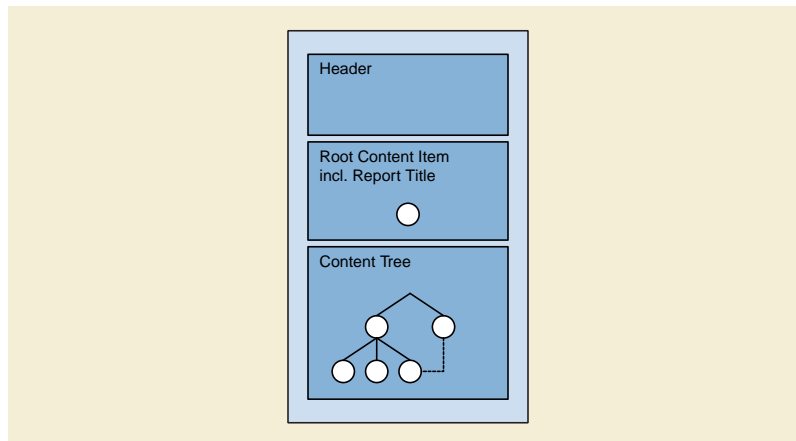 Header
Root Content Item
incl. Report Title
Content Tree